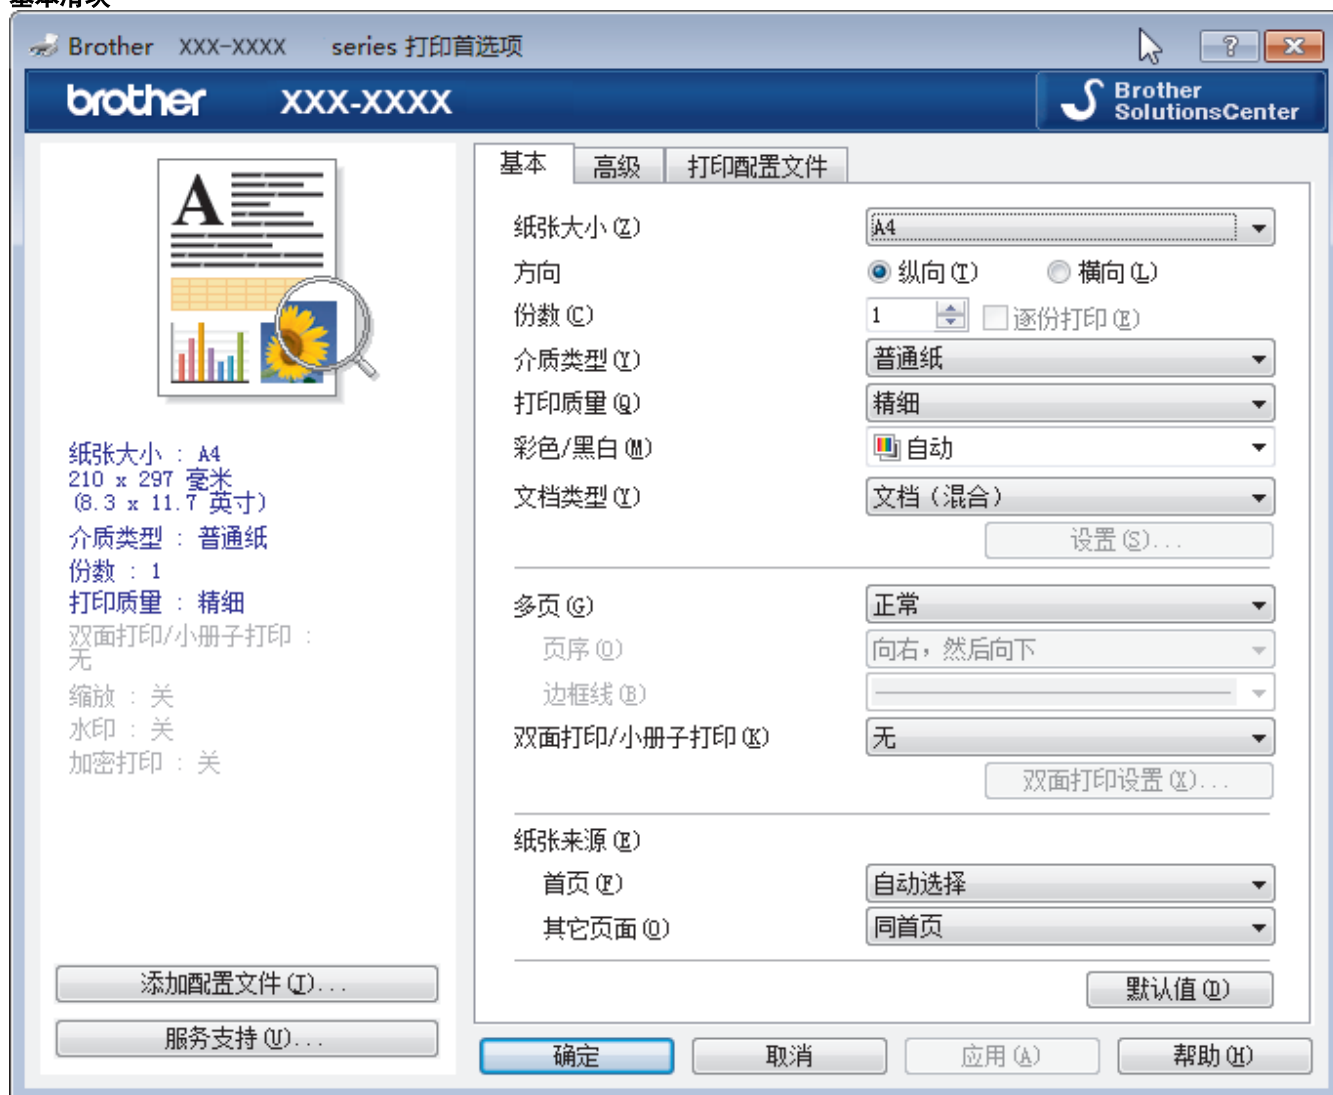 Brother XXX-XXXX series 打印首选项
brother XXX-XXXX
Brother
SolutionsCenter
A
纸张大小 : A4
210 x 297 毫米
(8.3 x 11.7 英寸)
介质类型 : 普通纸
份数 : 1
打印质量 : 精细
双面打印/小册子打印 :
无
缩放 : 关
水印 : 关
加密打印 : 关
添加配置文件(J)...
服务支持(U)...
基本 高级 打印配置文件
纸张大小(Z) A4
方向 纵向(T) 横向(L)
份数(C) 1 逐份打印(E)
介质类型(Y) 普通纸
打印质量(Q) 精细
彩色/黑白(M) 自动
文档类型(Y) 文档（混合）
设置(S)...
多页(G) 正常
页序(O) 向右，然后向下
边框线(B)
双面打印/小册子打印(K) 无
双面打印设置(X)...
纸张来源(E)
首页(F) 自动选择
其它页面(O) 同首页
默认值(D)
确定 取消 应用(A) 帮助(H)